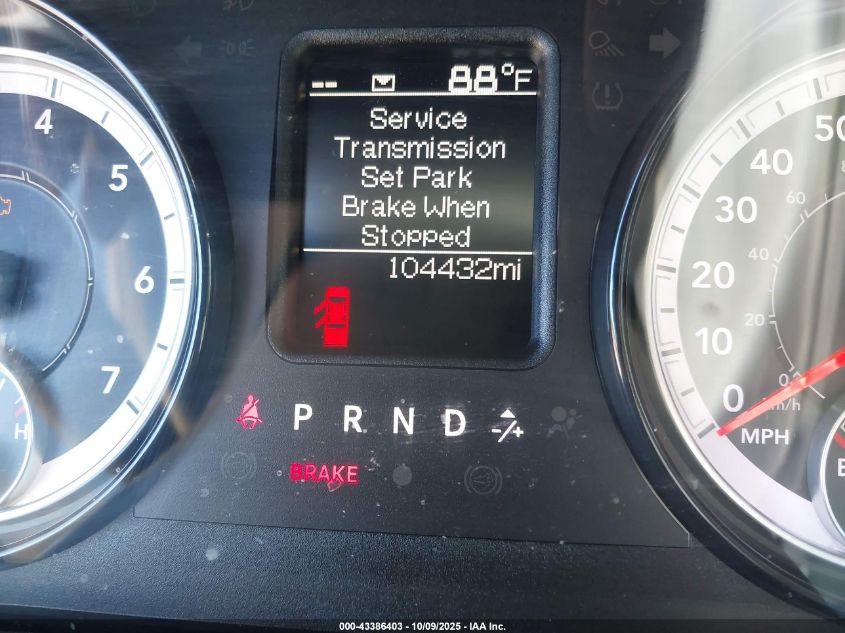 -- 88°F
Service
Transmission
Set Park
Brake When
Stopped
104432mi
4
5
6
7
H
50
40
30
20
10
0
MPH
60
40
20
0
km/h
P R N D -/+
BRAKE
000-43386403 - 10/09/2025 - IAA Inc.